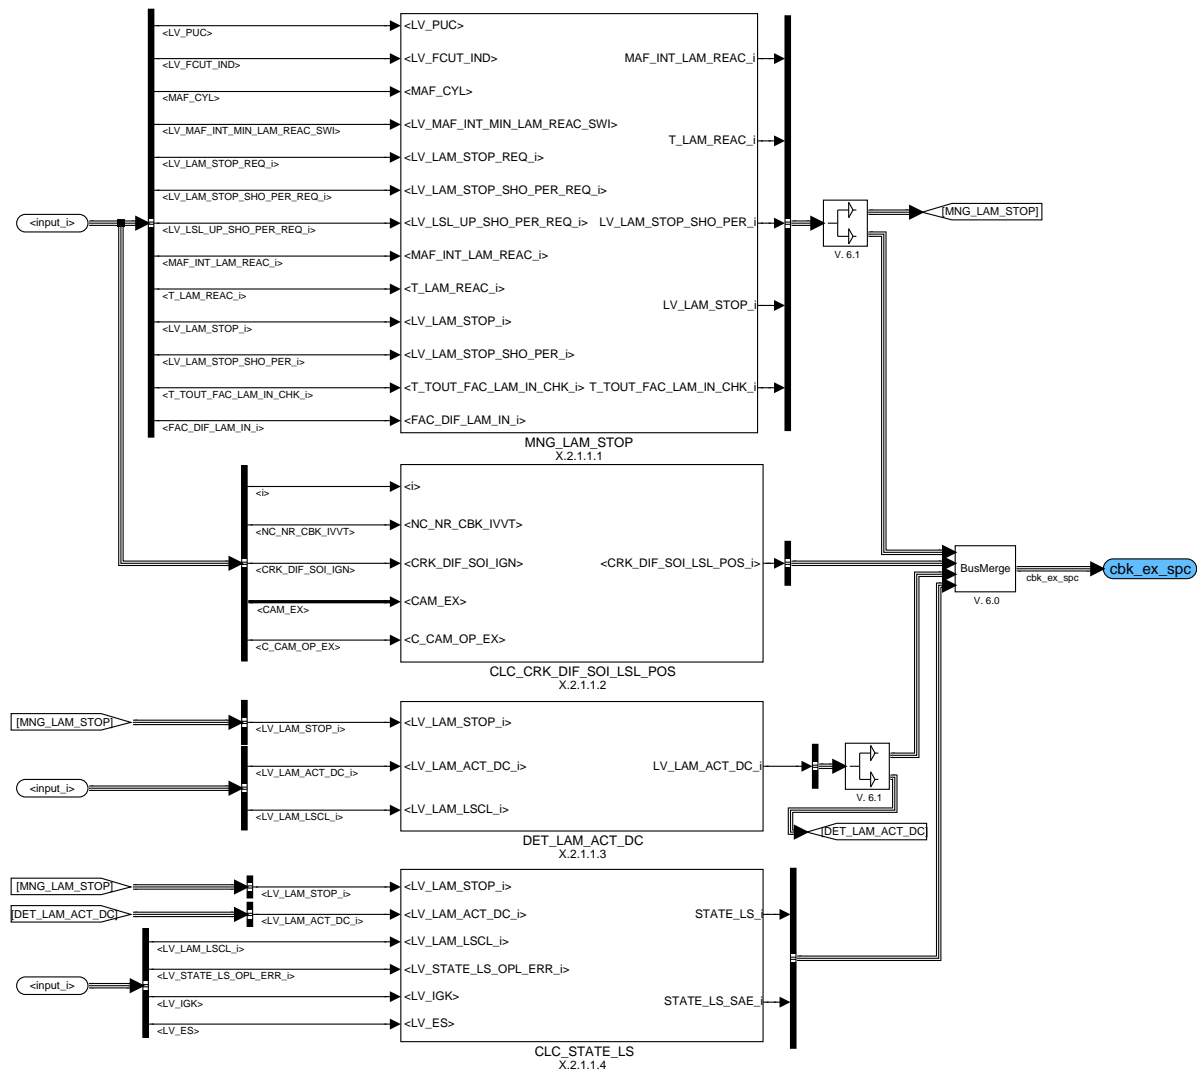 <LV_PUC>
<LV_PUC>
<LV_FCUT_IND>
<LV_FCUT_IND>
MAF_INT_LAM_REAC_i
<MAF_CYL>
<MAF_CYL>
<LV_MAF_INT_MIN_LAM_REAC_SWI>
<LV_MAF_INT_MIN_LAM_REAC_SWI>
T_LAM_REAC_i
<LV_LAM_STOP_REQ_i>
<LV_LAM_STOP_REQ_i>
<LV_LAM_STOP_SHO_PER_REQ_i>
<LV_LAM_STOP_SHO_PER_REQ_i>
<input_i>
<LV_LSL_UP_SHO_PER_REQ_i>
<LV_LSL_UP_SHO_PER_REQ_i>
LV_LAM_STOP_SHO_PER_i
[MNG_LAM_STOP]
V. 6.1
<MAF_INT_LAM_REAC_i>
<MAF_INT_LAM_REAC_i>
<T_LAM_REAC_i>
<T_LAM_REAC_i>
LV_LAM_STOP_i
<LV_LAM_STOP_i>
<LV_LAM_STOP_i>
<LV_LAM_STOP_SHO_PER_i>
<LV_LAM_STOP_SHO_PER_i>
<T_TOUT_FAC_LAM_IN_CHK_i>
<T_TOUT_FAC_LAM_IN_CHK_i>
T_TOUT_FAC_LAM_IN_CHK_i
<FAC_DIF_LAM_IN_i>
<FAC_DIF_LAM_IN_i>
MNG_LAM_STOP
X.2.1.1.1
<i>
<i>
<NC_NR_CBK_IVVT>
<NC_NR_CBK_IVVT>
<CRK_DIF_SOI_IGN>
<CRK_DIF_SOI_IGN>
<CRK_DIF_SOI_LSL_POS_i>
<CAM_EX>
<CAM_EX>
<C_CAM_OP_EX>
<C_CAM_OP_EX>
CLC_CRK_DIF_SOI_LSL_POS
X.2.1.1.2
BusMerge
V. 6.0
cbk_ex_spc
cbk_ex_spc
[MNG_LAM_STOP]
<LV_LAM_STOP_i>
<LV_LAM_STOP_i>
<input_i>
<LV_LAM_ACT_DC_i>
<LV_LAM_ACT_DC_i>
LV_LAM_ACT_DC_i
<LV_LAM_LSCL_i>
<LV_LAM_LSCL_i>
V. 6.1
[DET_LAM_ACT_DC]
DET_LAM_ACT_DC
X.2.1.1.3
[MNG_LAM_STOP]
<LV_LAM_STOP_i>
<LV_LAM_STOP_i>
[DET_LAM_ACT_DC]
<LV_LAM_ACT_DC_i>
<LV_LAM_ACT_DC_i>
STATE_LS_i
<LV_LAM_LSCL_i>
<LV_LAM_LSCL_i>
<LV_STATE_LS_OPL_ERR_i>
<LV_STATE_LS_OPL_ERR_i>
<input_i>
<LV_IGK>
<LV_IGK>
STATE_LS_SAE_i
<LV_ES>
<LV_ES>
CLC_STATE_LS
X.2.1.1.4